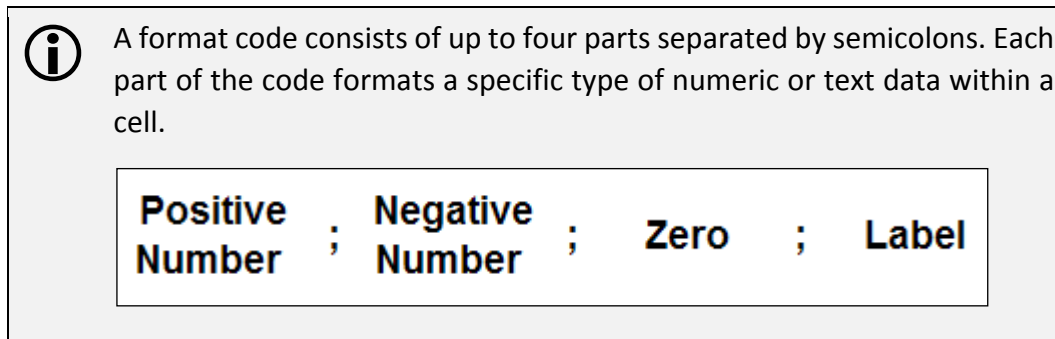 A format code consists of up to four parts separated by semicolons. Each
part of the code formats a specific type of numeric or text data within a
cell.
Positive Number ; Negative Number ; Zero ; Label